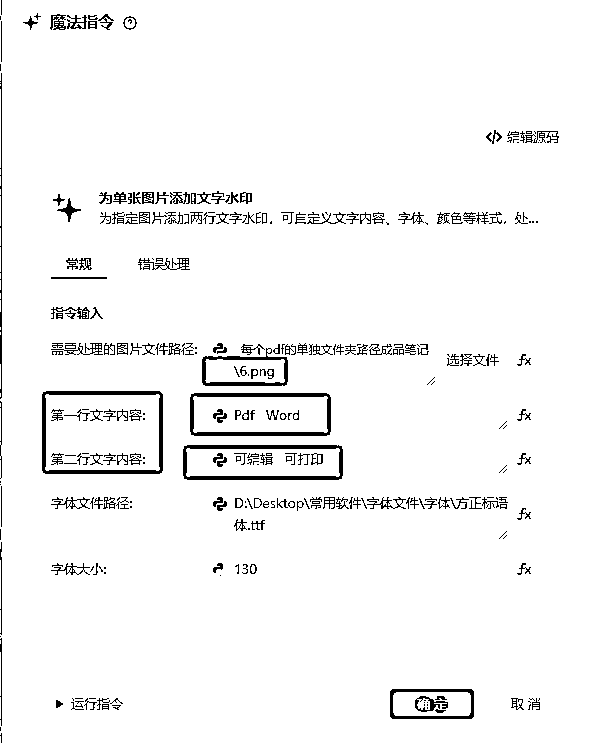 魔法指令
编辑源码
为单张图片添加文字水印
为指定图片添加两行文字水印，可自定义文字内容、字体、颜色等样式，处...
常规 错误处理
指令输入
需要处理的图片文件路径: 每个pdf的单独文件夹路径成品笔记 选择文件 fx
\6.png
第一行文字内容: Pdf Word fx
第二行文字内容: 可编辑 可打印 fx
字体文件路径: D:\Desktop\常用软件\字体文件\字体\方正标语 fx
体.ttf
字体大小: 130 fx
运行指令 确定 取消